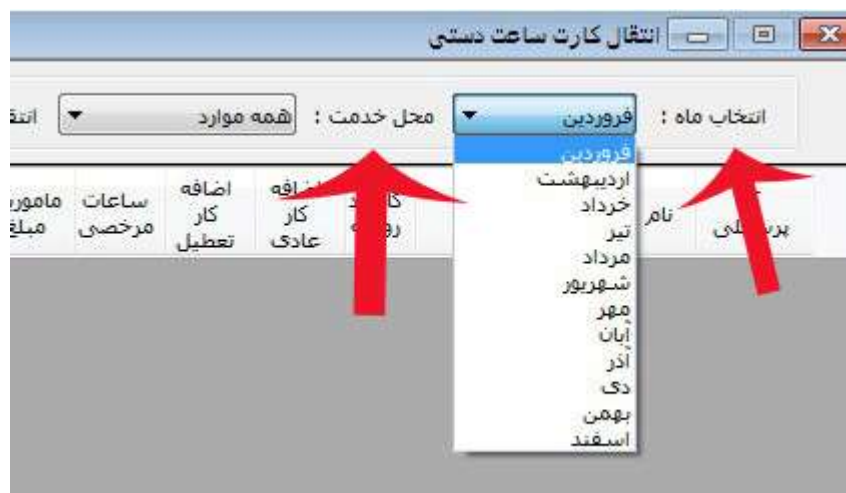 انتقال کارت ساعت دستی
انتخاب ماه : فروردین محل خدمت : همه موارد
فروردین
اردیبهشت
خرداد
تیر
مرداد
شهریور
مهر
آبان
آذر
دی
بهمن
اسفند
نام
اضافه کار عادی
اضافه کار تعطیل
ساعات مرخصی